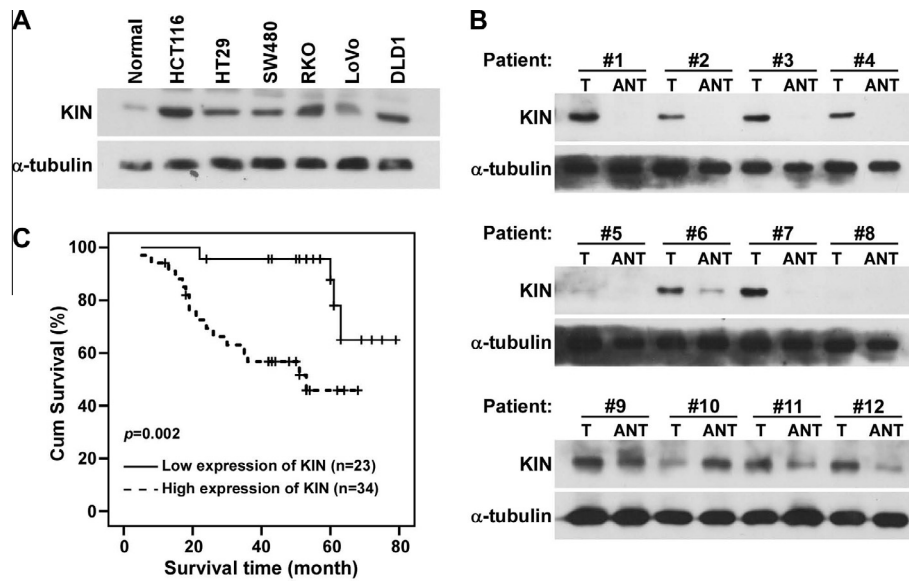 A
Normal HCT116 HT29 SW480 RKO LoVo DLD1
KIN
α-tubulin
B
Patient: #1 #2 #3 #4
T ANT T ANT T ANT T ANT
KIN
α-tubulin
Patient: #5 #6 #7 #8
T ANT T ANT T ANT T ANT
KIN
α-tubulin
Patient: #9 #10 #11 #12
T ANT T ANT T ANT T ANT
KIN
α-tubulin
C
Cum Survival (%)
100
80
60
40
20
0
p=0.002
Low expression of KIN (n=23)
High expression of KIN (n=34)
0 20 40 60 80
Survival time (month)